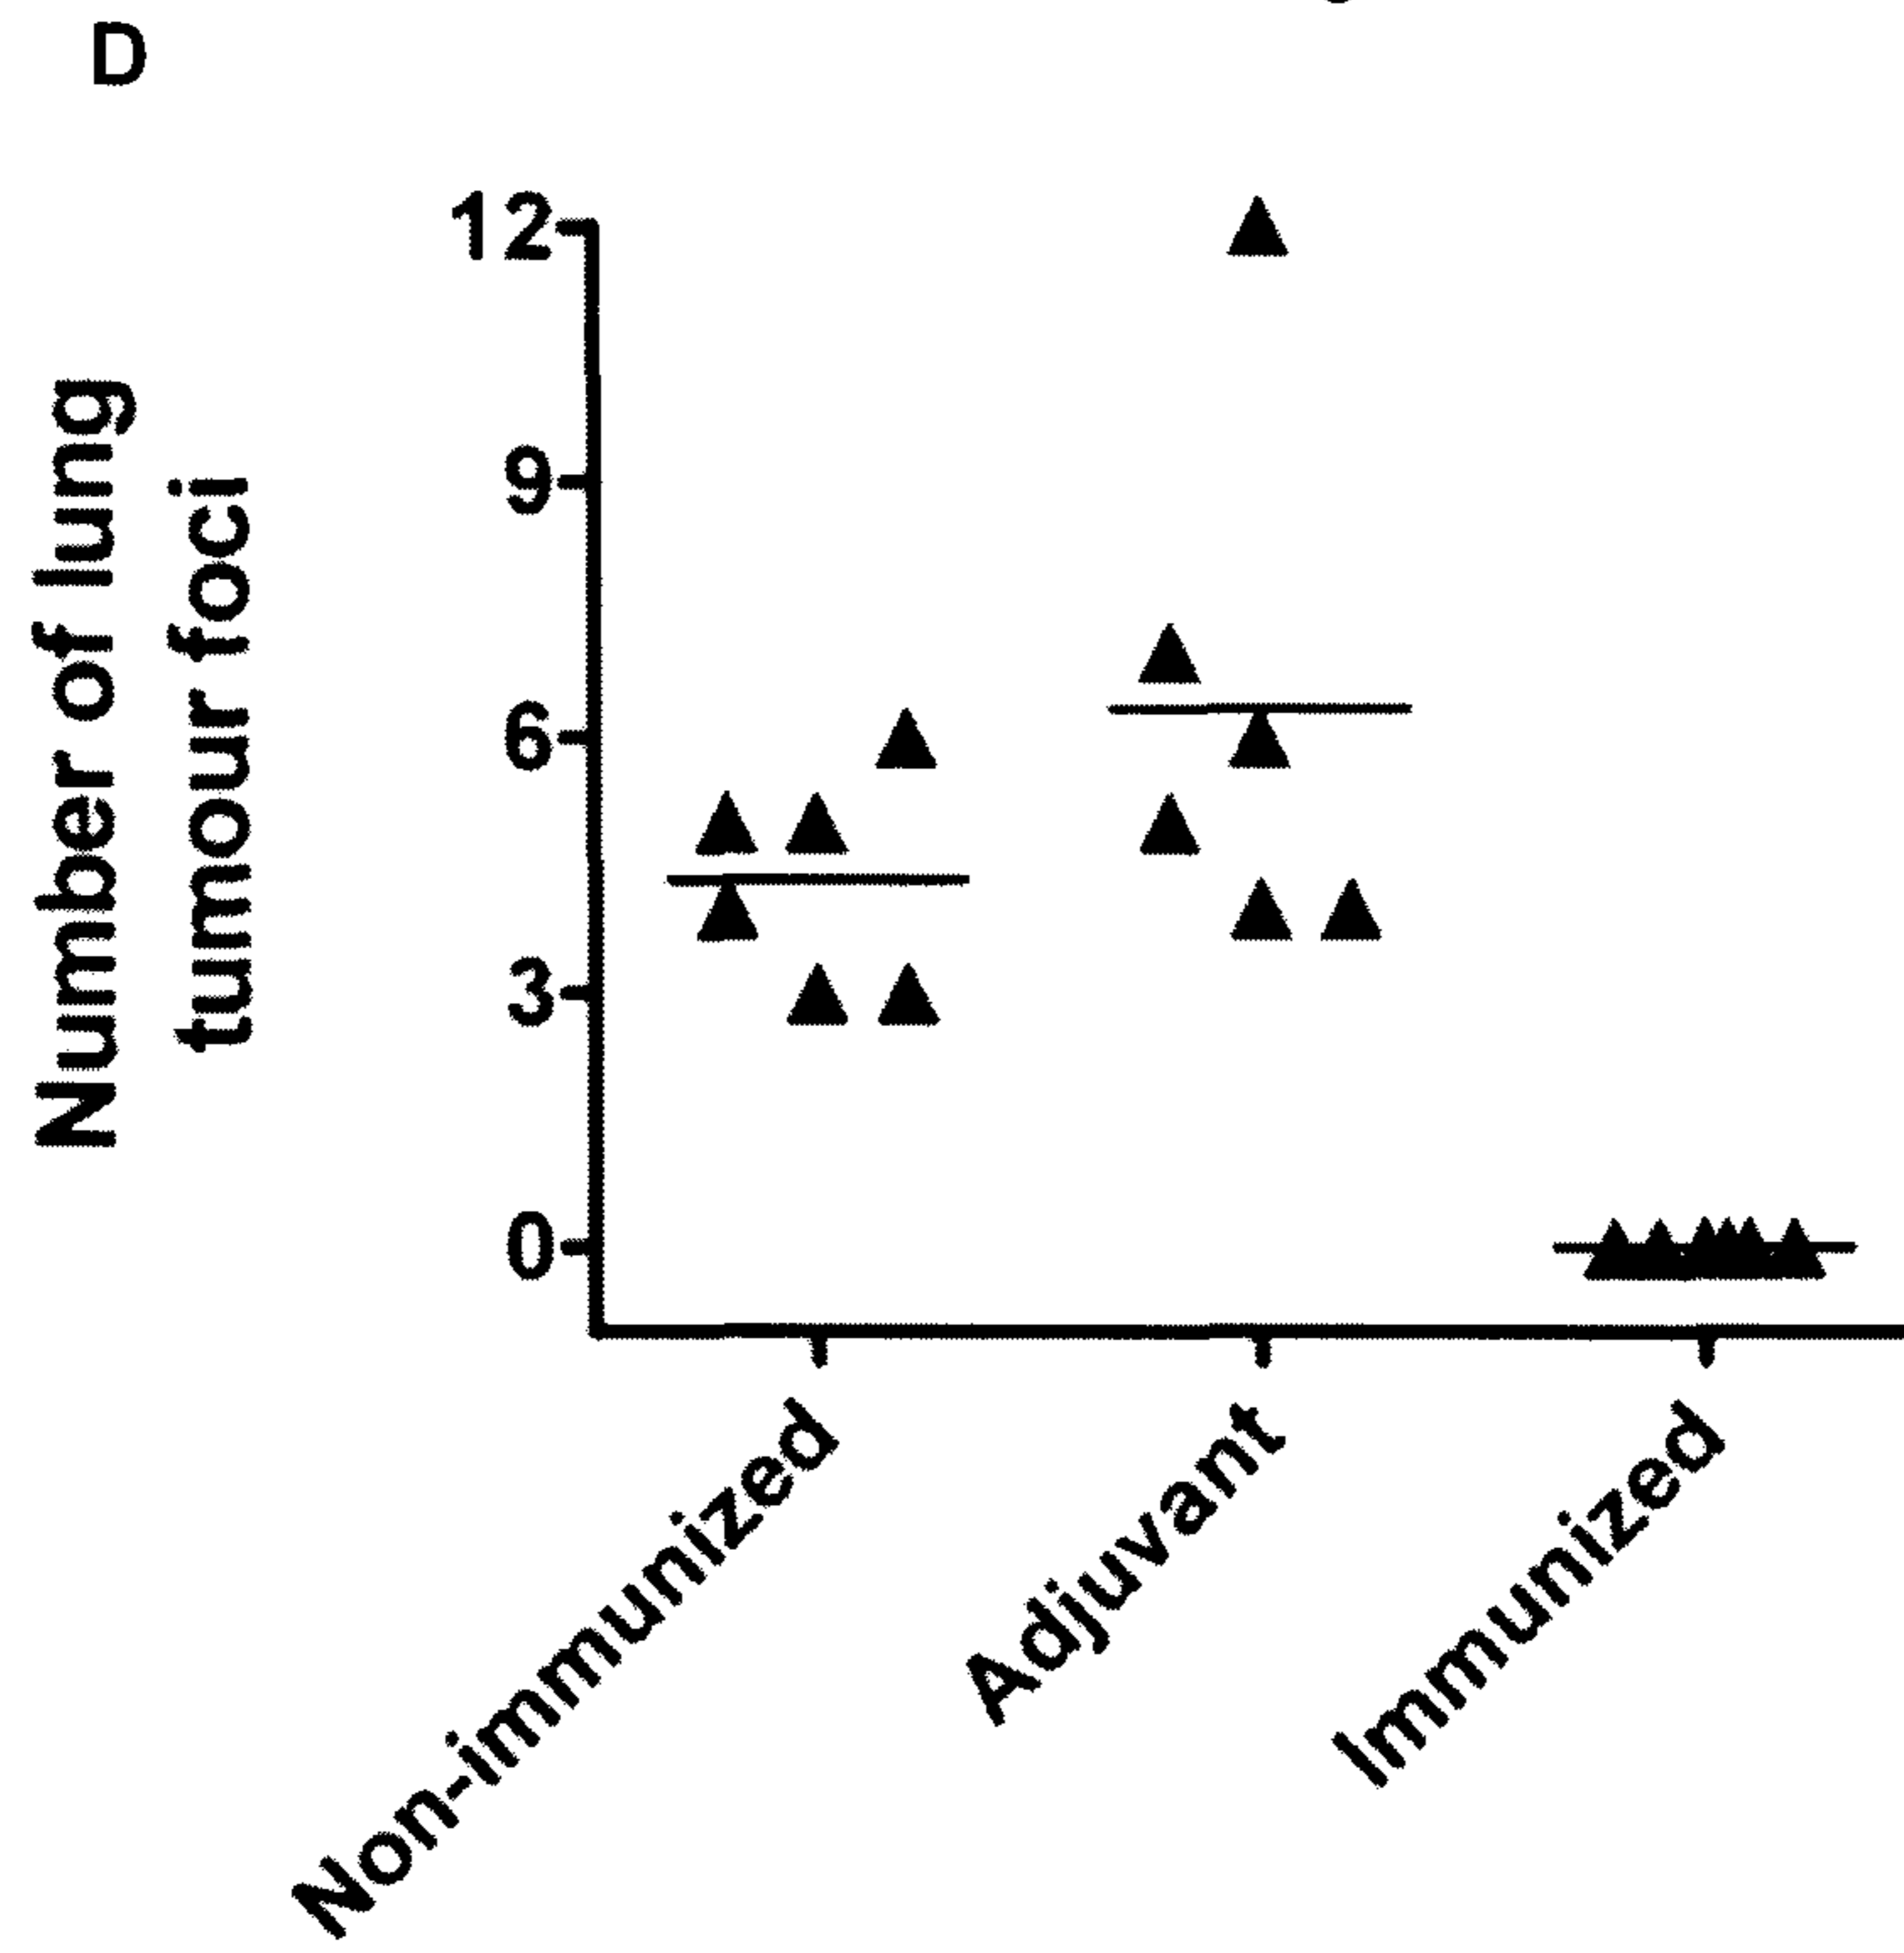 D
Number of lung
tumour foci
12
9
6
3
0
Non-immunized
Adjuvant
Immunized